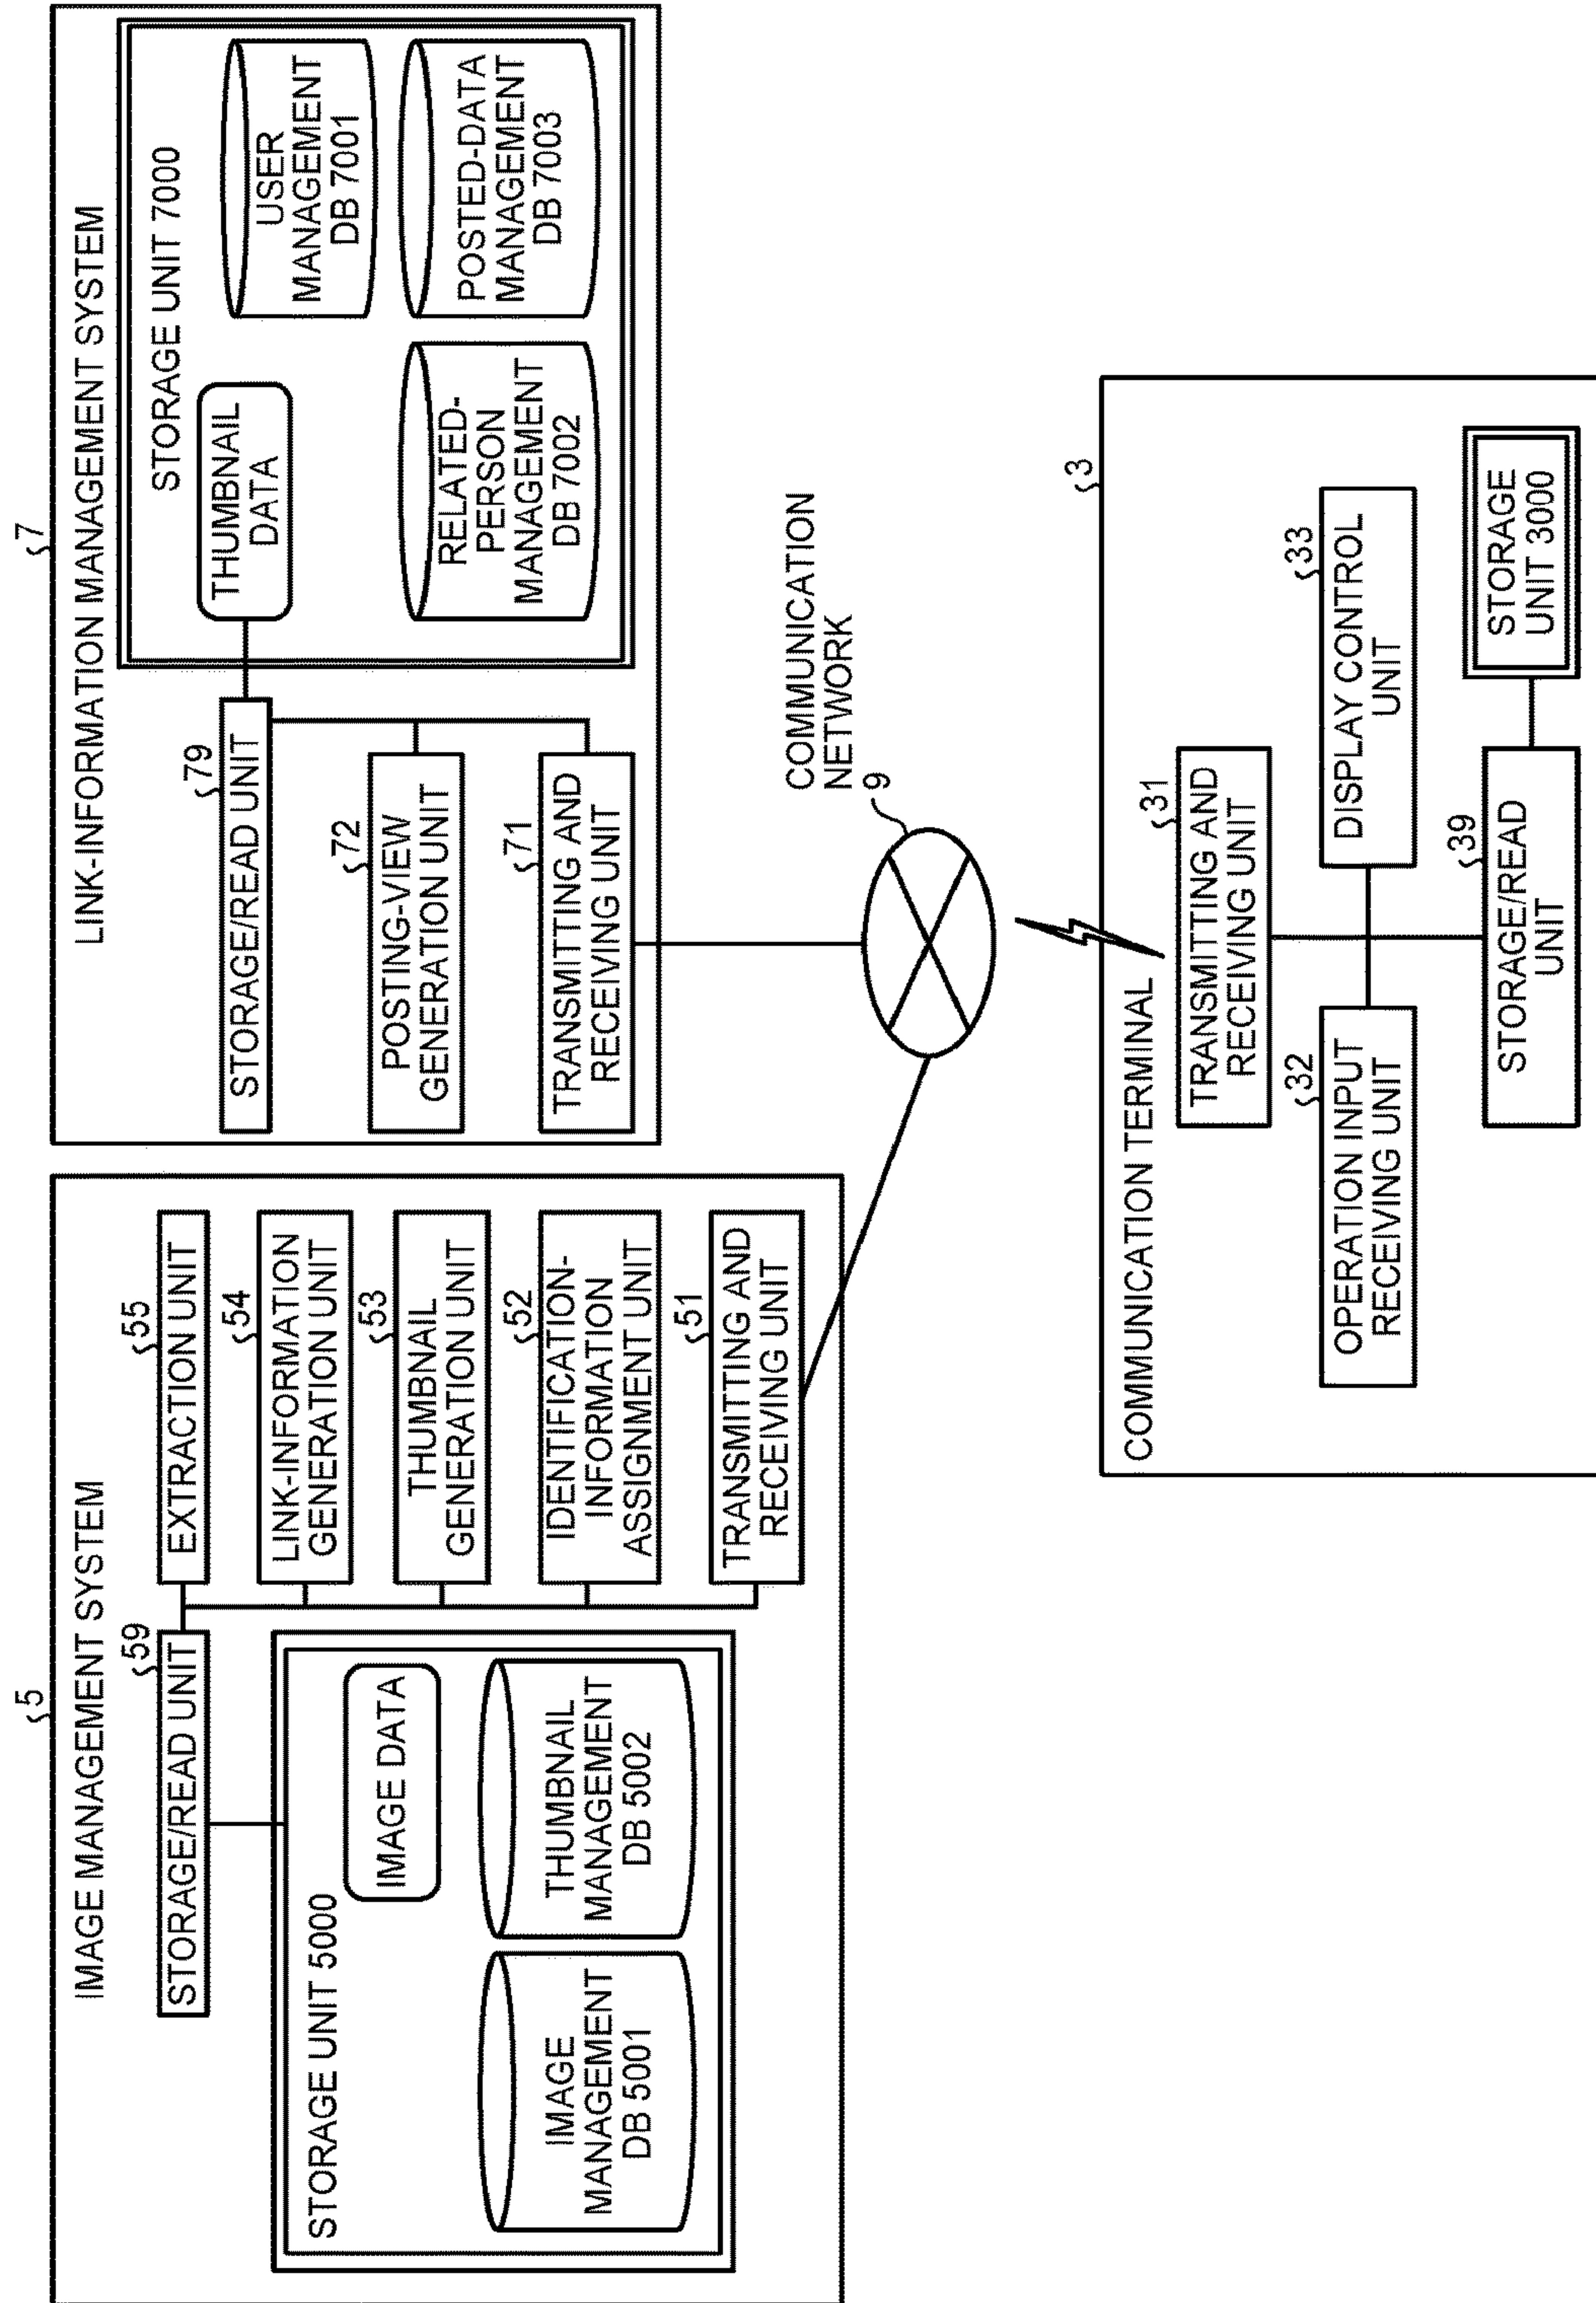 5
IMAGE MANAGEMENT SYSTEM
59
STORAGE/READ UNIT
STORAGE UNIT 5000
IMAGE DATA
IMAGE
MANAGEMENT
DB 5001
THUMBNAIL
MANAGEMENT
DB 5002
55
EXTRACTION UNIT
54
LINK-INFORMATION
GENERATION UNIT
53
THUMBNAIL
GENERATION UNIT
52
IDENTIFICATION-
INFORMATION
ASSIGNMENT UNIT
51
TRANSMITTING AND
RECEIVING UNIT
7
LINK-INFORMATION MANAGEMENT SYSTEM
79
STORAGE/READ UNIT
72
POSTING-VIEW
GENERATION UNIT
71
TRANSMITTING AND
RECEIVING UNIT
STORAGE UNIT 7000
THUMBNAIL
DATA
USER
MANAGEMENT
DB 7001
RELATED-
PERSON
MANAGEMENT
DB 7002
POSTED-DATA
MANAGEMENT
DB 7003
COMMUNICATION
NETWORK
9
3
COMMUNICATION TERMINAL
31
TRANSMITTING AND
RECEIVING UNIT
32
OPERATION INPUT
RECEIVING UNIT
33
DISPLAY CONTROL
UNIT
39
STORAGE/READ
UNIT
STORAGE
UNIT 3000